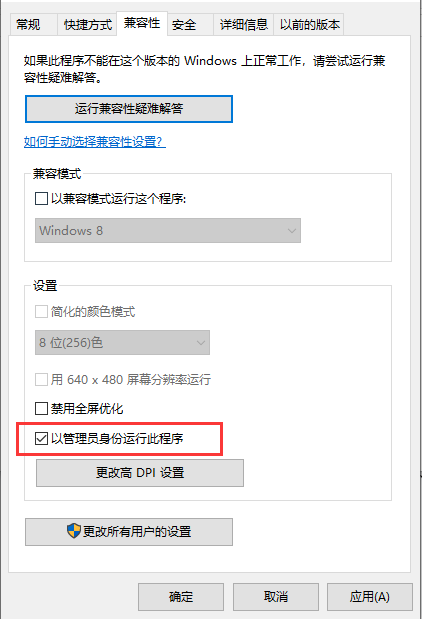 常规 快捷方式 兼容性 安全 详细信息 以前的版本
如果此程序不能在这个版本的 Windows 上正常工作，请尝试运行兼
容性疑难解答。
运行兼容性疑难解答
如何手动选择兼容性设置?
兼容模式
以兼容模式运行这个程序:
Windows 8
设置
简化的颜色模式
8 位(256)色
用 640 x 480 屏幕分辨率运行
禁用全屏优化
以管理员身份运行此程序
更改高 DPI 设置
更改所有用户的设置
确定 取消 应用(A)